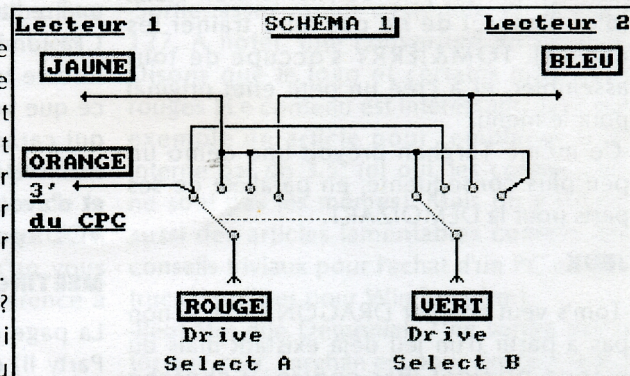 Lecteur 1 SCHÉMA 1 Lecteur 2
JAUNE BLEU
ORANGE
3"
du CPC
ROUGE VERT
Drive Drive
Select A Select B